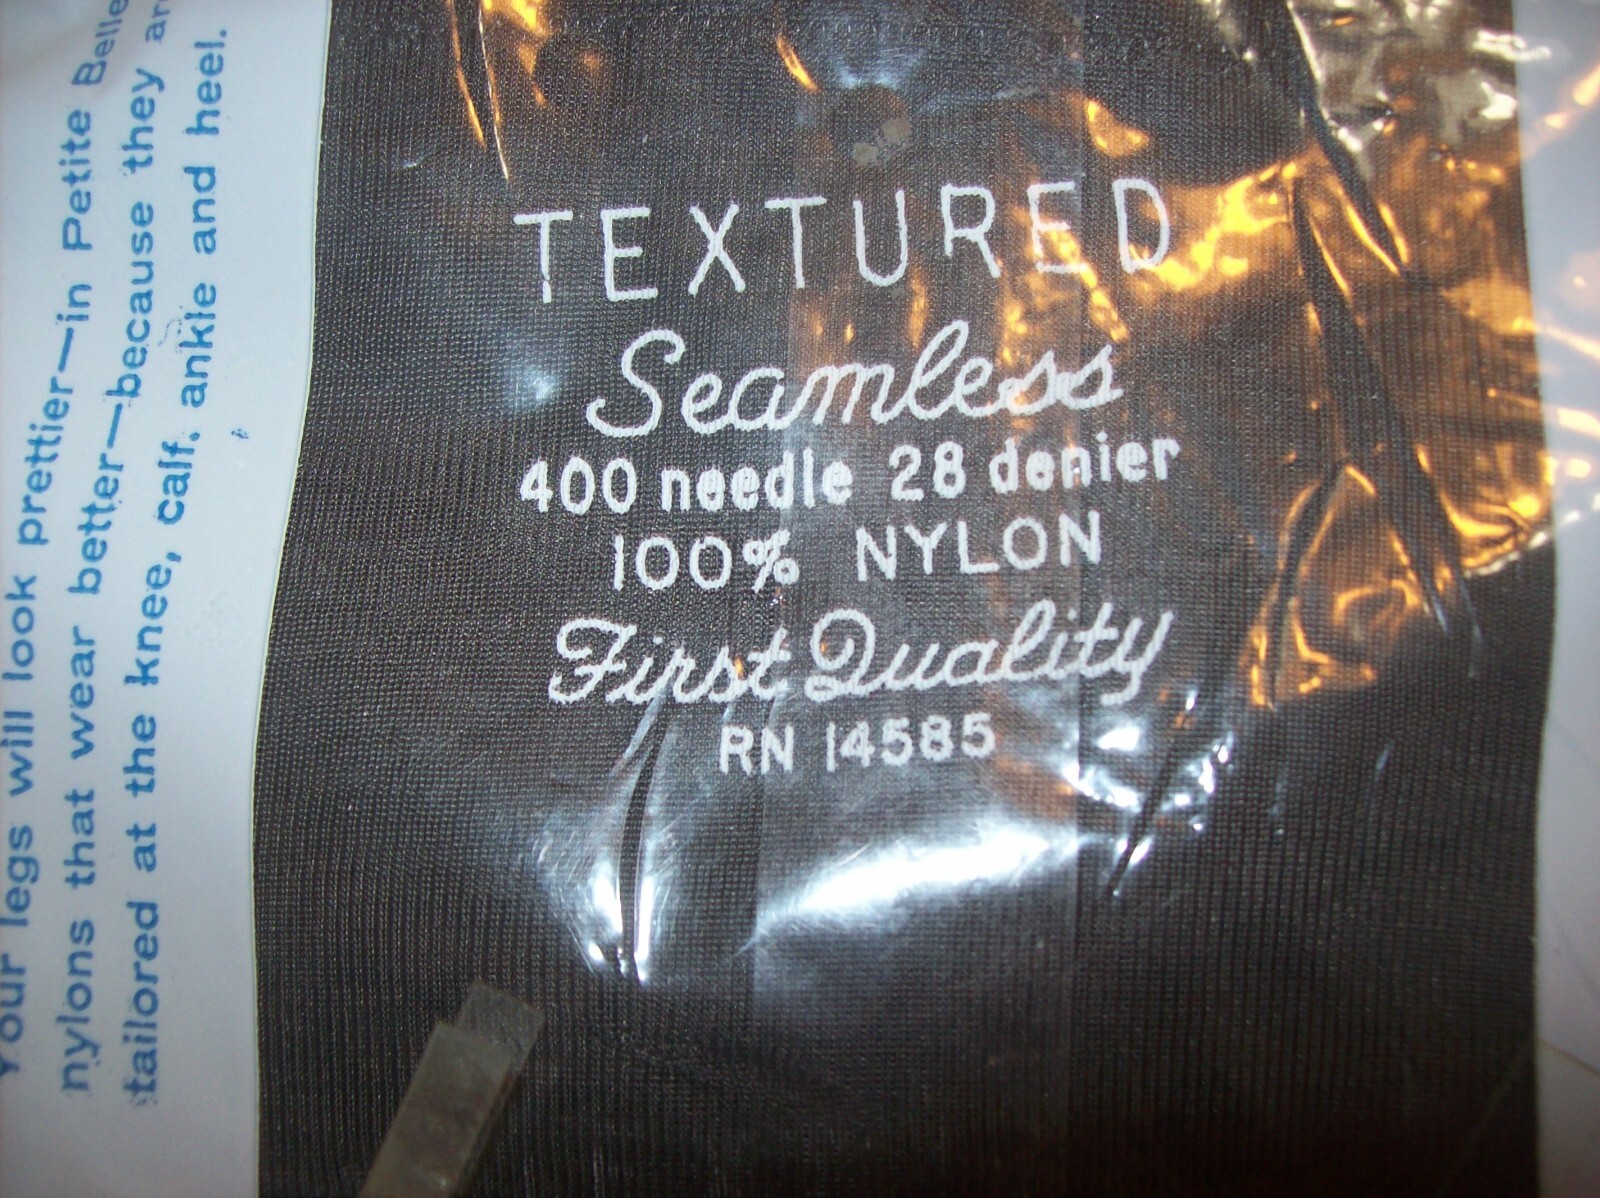 Your legs will look prettier—in Petite Belle
nylons that wear better—because they are
tailored at the knee, calf, ankle and heel.
TEXTURED
Seamless
400 needle 28 denier
100% NYLON
First Quality
RN 14585